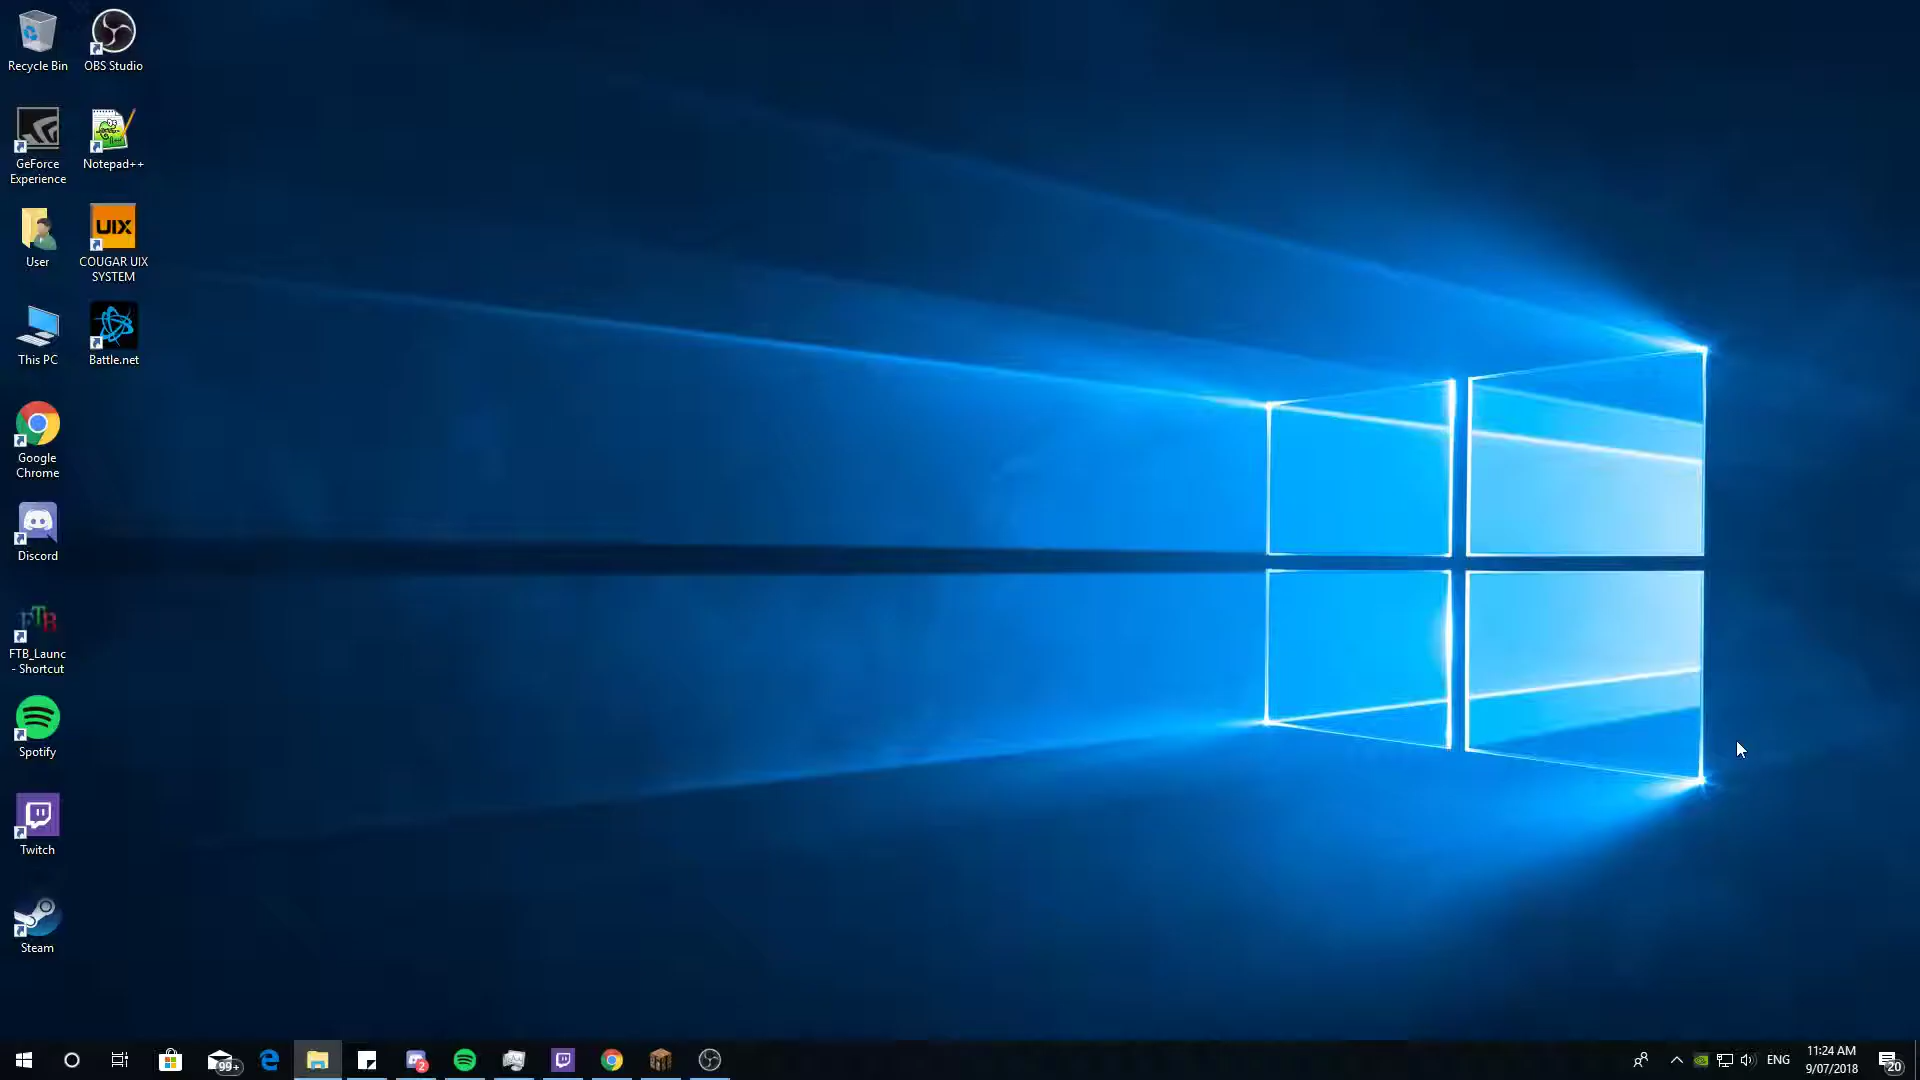 Recycle Bin
OBS Studio
GeForce
Experience
Notepad++
User
UIX
COUGAR UIX
SYSTEM
This PC
Battle.net
Google
Chrome
Discord
FTB
FTB_Launc
- Shortcut
Spotify
Twitch
Steam
99+
2
ENG
11:24 AM
9/07/2018
20